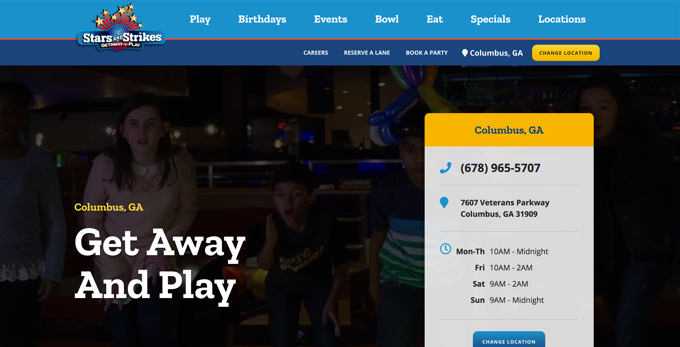 Play Birthdays Events Bowl Eat Specials Locations
Stars and Strikes
GETAWAY-n-PLAY
CAREERS RESERVE A LANE BOOK A PARTY Columbus, GA CHANGE LOCATION
Columbus, GA
Get Away
And Play
Columbus, GA
(678) 965-5707
7607 Veterans Parkway
Columbus, GA 31909
Mon-Th 10AM - Midnight
Fri 10AM - 2AM
Sat 9AM - 2AM
Sun 9AM - Midnight
CHANGE LOCATION